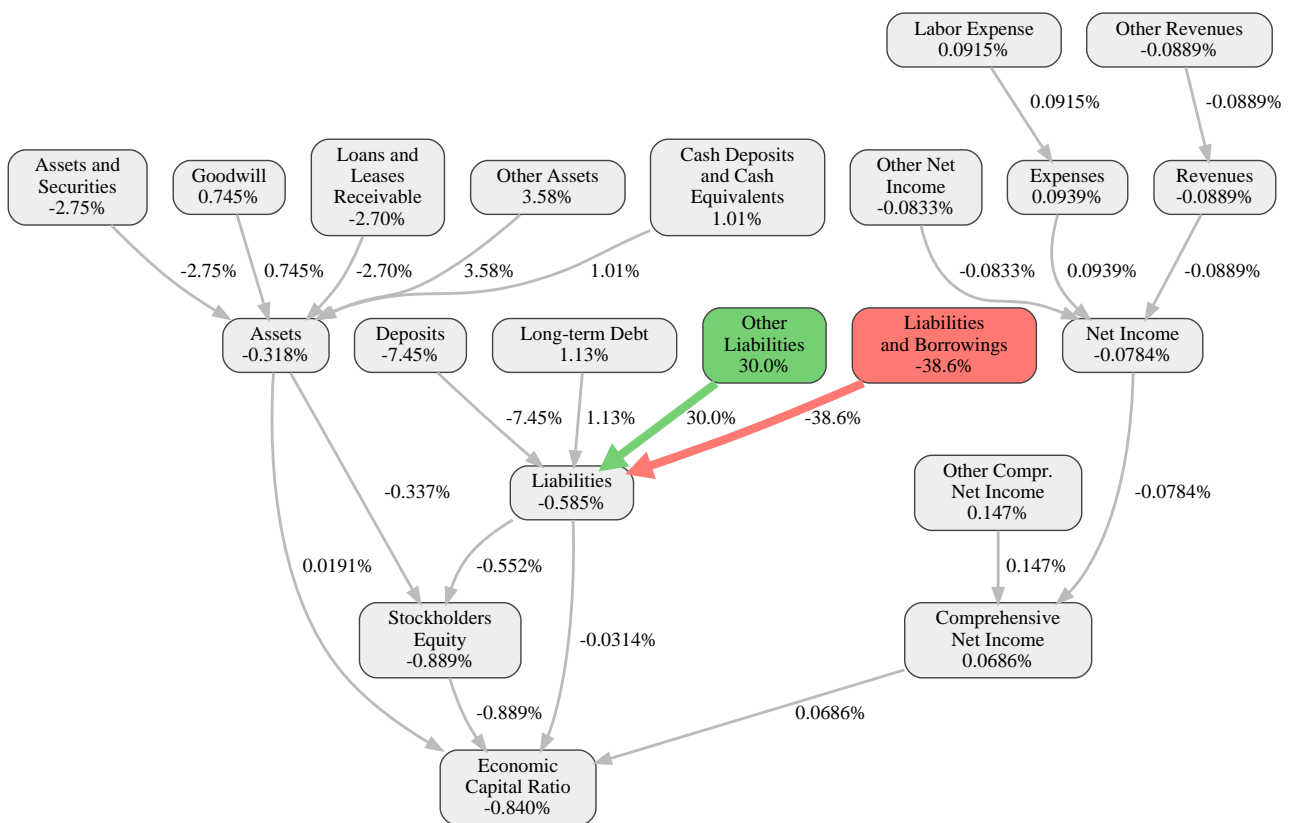 Labor Expense
0.0915%
Other Revenues
-0.0889%
0.0915%
-0.0889%
Assets and
Securities
-2.75%
Goodwill
0.745%
Loans and
Leases
Receivable
-2.70%
Other Assets
3.58%
Cash Deposits
and Cash
Equivalents
1.01%
Other Net
Income
-0.0833%
Expenses
0.0939%
Revenues
-0.0889%
-2.75%
0.745%
-2.70%
3.58%
1.01%
-0.0833%
0.0939%
-0.0889%
Assets
-0.318%
Deposits
-7.45%
Long-term Debt
1.13%
Other
Liabilities
30.0%
Liabilities
and Borrowings
-38.6%
Net Income
-0.0784%
-7.45%
1.13%
30.0%
-38.6%
-0.337%
Liabilities
-0.585%
Other Compr.
Net Income
0.147%
-0.0784%
0.0191%
-0.552%
0.147%
Stockholders
Equity
-0.889%
-0.0314%
Comprehensive
Net Income
0.0686%
-0.889%
0.0686%
Economic
Capital Ratio
-0.840%